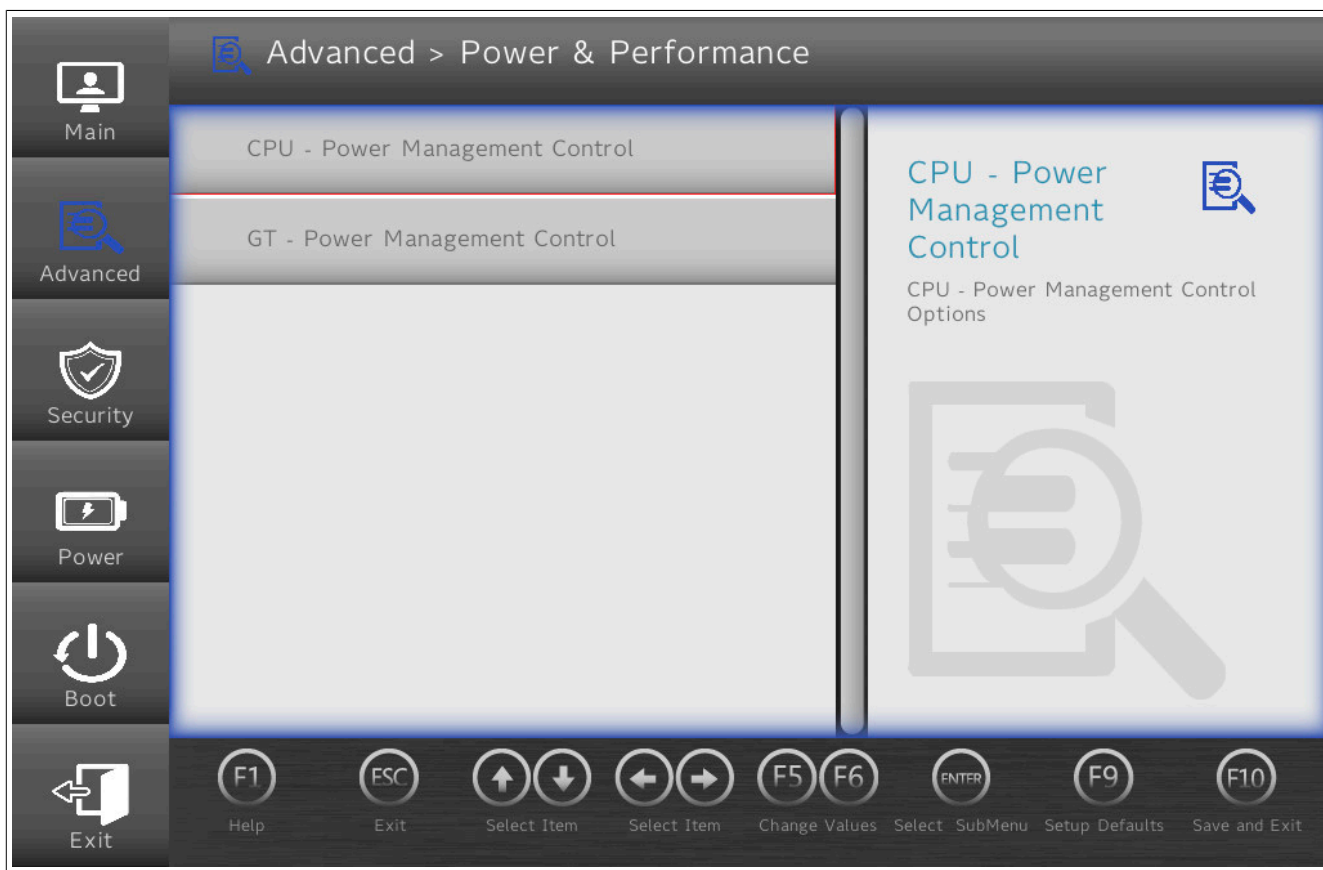 Advanced > Power & Performance
Main
Advanced
Security
Power
Boot
Exit
CPU - Power Management Control
GT - Power Management Control
CPU - Power
Management
Control
CPU - Power Management Control
Options
F1
ESC
F5
F6
ENTER
F9
F10
Help
Exit
Select Item
Select Item
Change Values
Select SubMenu
Setup Defaults
Save and Exit